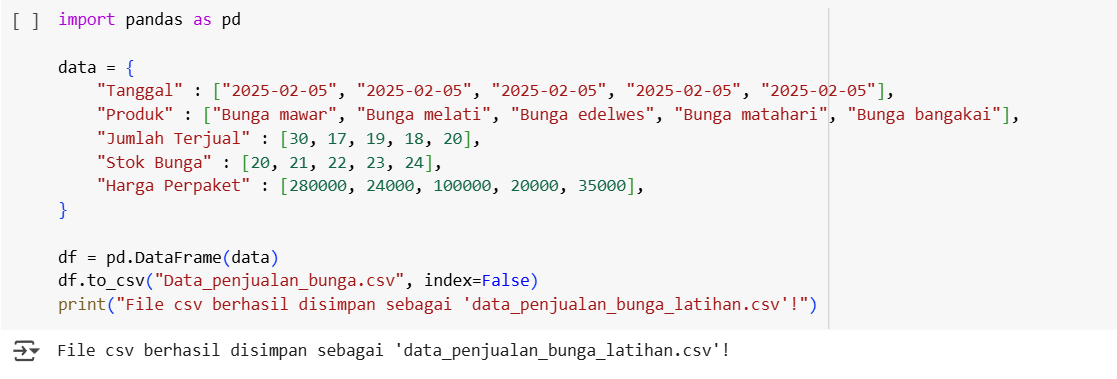 [ ] import pandas as pd
data = {
"Tanggal" : ["2025-02-05", "2025-02-05", "2025-02-05", "2025-02-05", "2025-02-05"],
"Produk" : ["Bunga mawar", "Bunga melati", "Bunga edelwes", "Bunga matahari", "Bunga bangakai"],
"Jumlah Terjual" : [30, 17, 19, 18, 20],
"Stok Bunga" : [20, 21, 22, 23, 24],
"Harga Perpaket" : [280000, 24000, 100000, 20000, 35000],
}
df = pd.DataFrame(data)
df.to_csv("Data_penjualan_bunga.csv", index=False)
print("File csv berhasil disimpan sebagai 'data_penjualan_bunga_latihan.csv'!")
File csv berhasil disimpan sebagai 'data_penjualan_bunga_latihan.csv'!